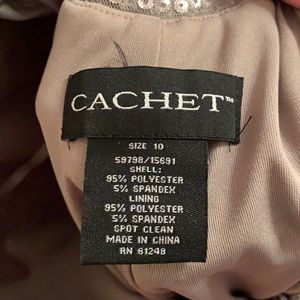 CACHET™
SIZE 10
59798/15691
SHELL:
95% POLYESTER
5% SPANDEX
LINING
95% POLYESTER
5% SPANDEX
SPOT CLEAN
MADE IN CHINA
RN 61248